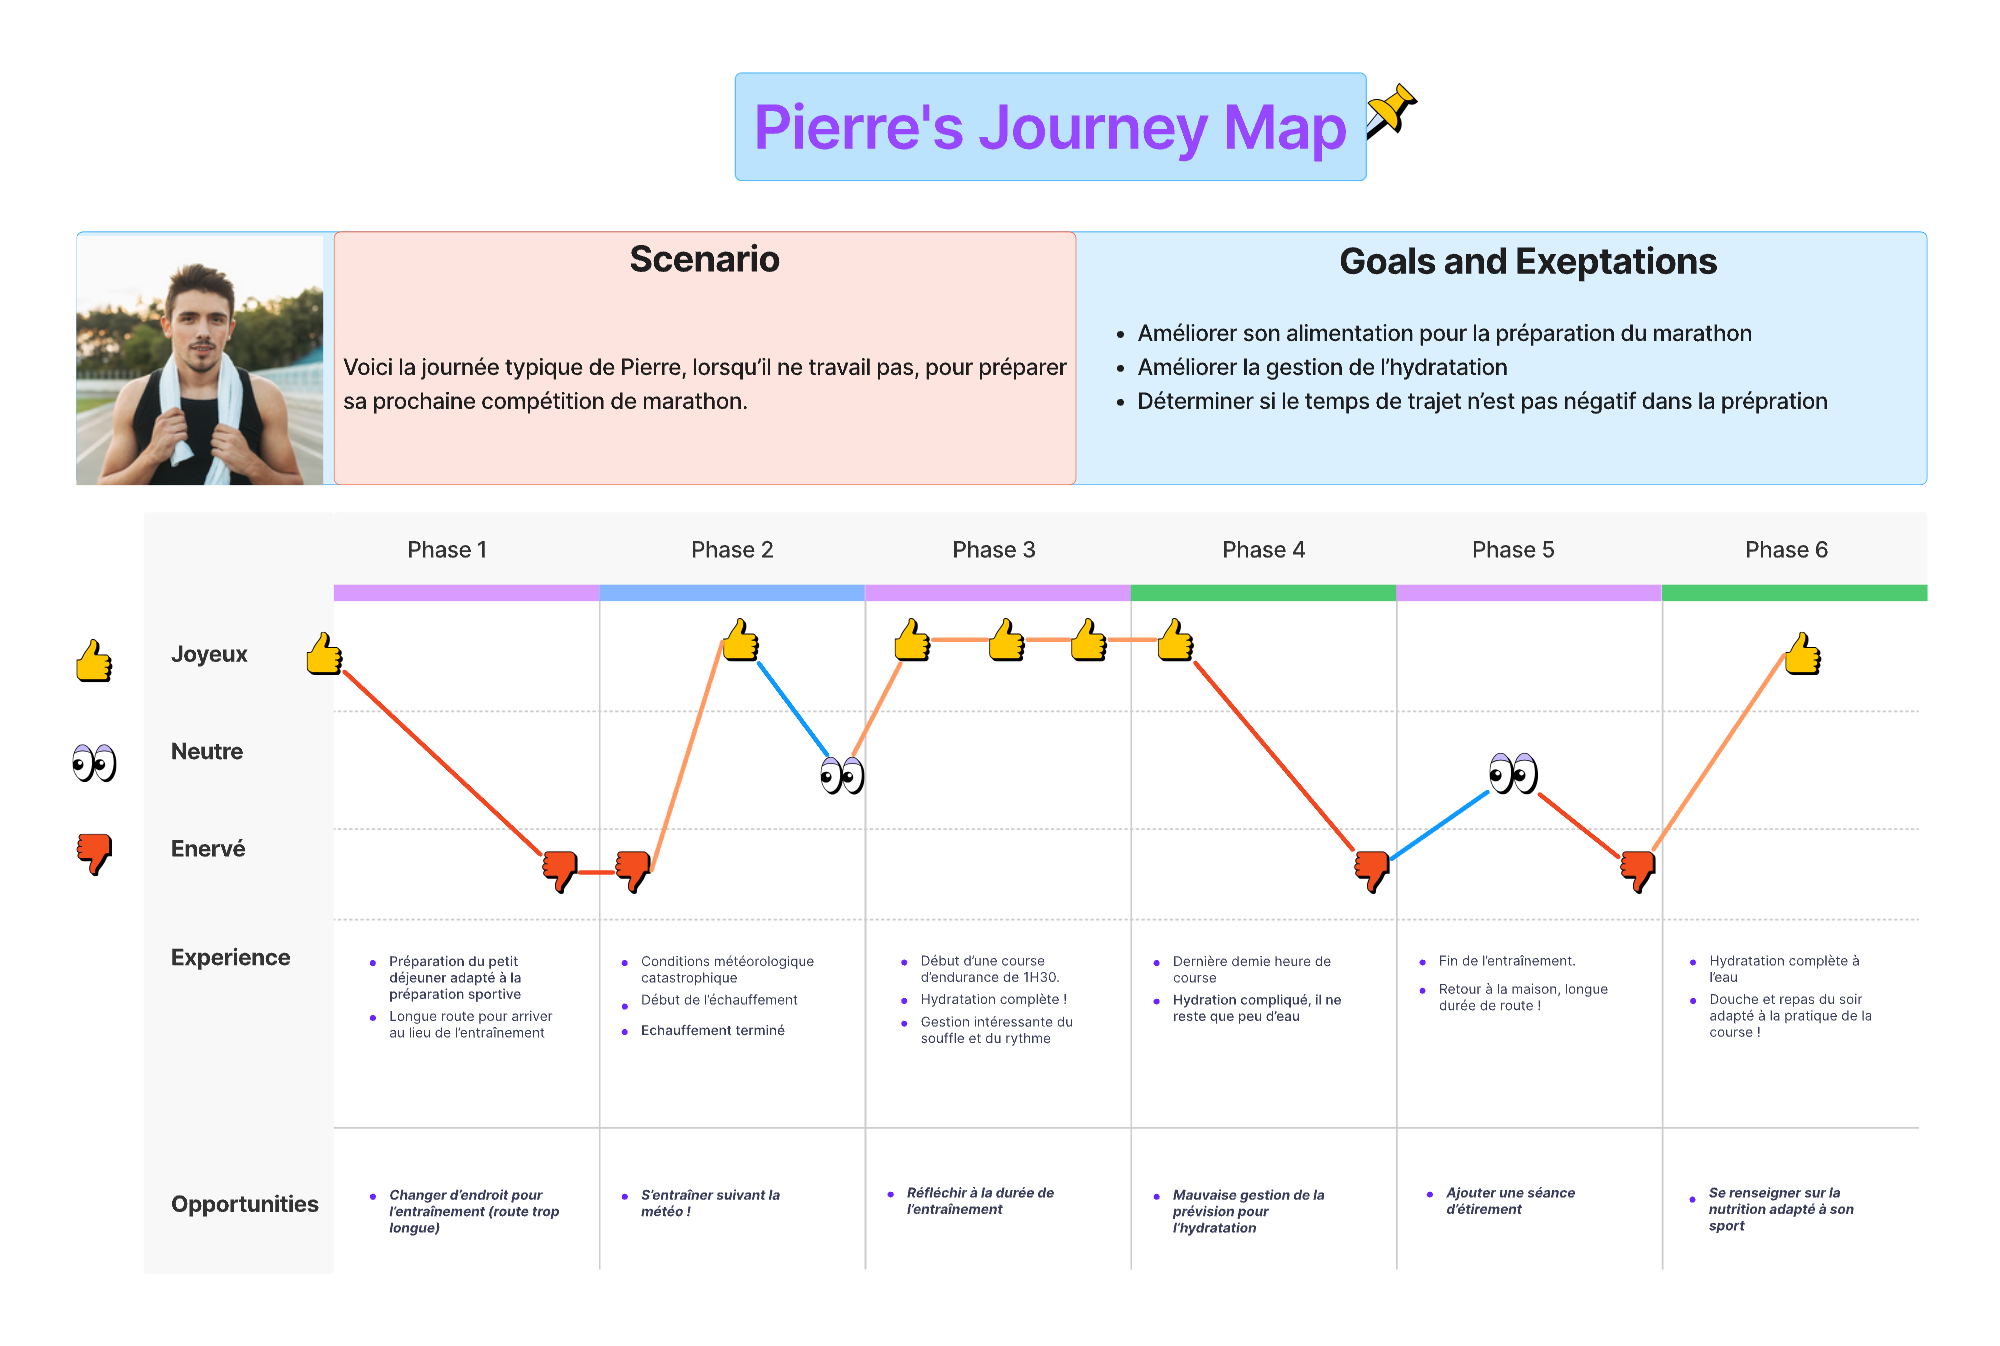 Pierre's Journey Map
Scenario
Voici la journée typique de Pierre, lorsqu’il ne travail pas, pour préparer
sa prochaine compétition de marathon.
Goals and Exeptations
Améliorer son alimentation pour la préparation du marathon
Améliorer la gestion de l’hydratation
Déterminer si le temps de trajet n’est pas négatif dans la prépration
Phase 1
Phase 2
Phase 3
Phase 4
Phase 5
Phase 6
Joyeux
Neutre
Enervé
Experience
Préparation du petit
déjeuner adapté à la
préparation sportive
Longue route pour arriver
au lieu de l’entraînement
Conditions météorologique
catastrophique
Début de l’échauffement
Echauffement terminé
Début d’une course
d’endurance de 1H30.
Hydratation complète !
Gestion intéressante du
souffle et du rythme
Dernière demie heure de
course
Hydration compliqué, il ne
reste que peu d’eau
Fin de l’entraînement.
Retour à la maison, longue
durée de route !
Hydratation complète à
l’eau
Douche et repas du soir
adapté à la pratique de la
course !
Opportunities
Changer d’endroit pour
l’entraînement (route trop
longue)
S’entraîner suivant la
météo !
Réfléchir à la durée de
l’entraînement
Mauvaise gestion de la
prévision pour
l’hydratation
Ajouter une séance
d’étirement
Se renseigner sur la
nutrition adapté à son
sport